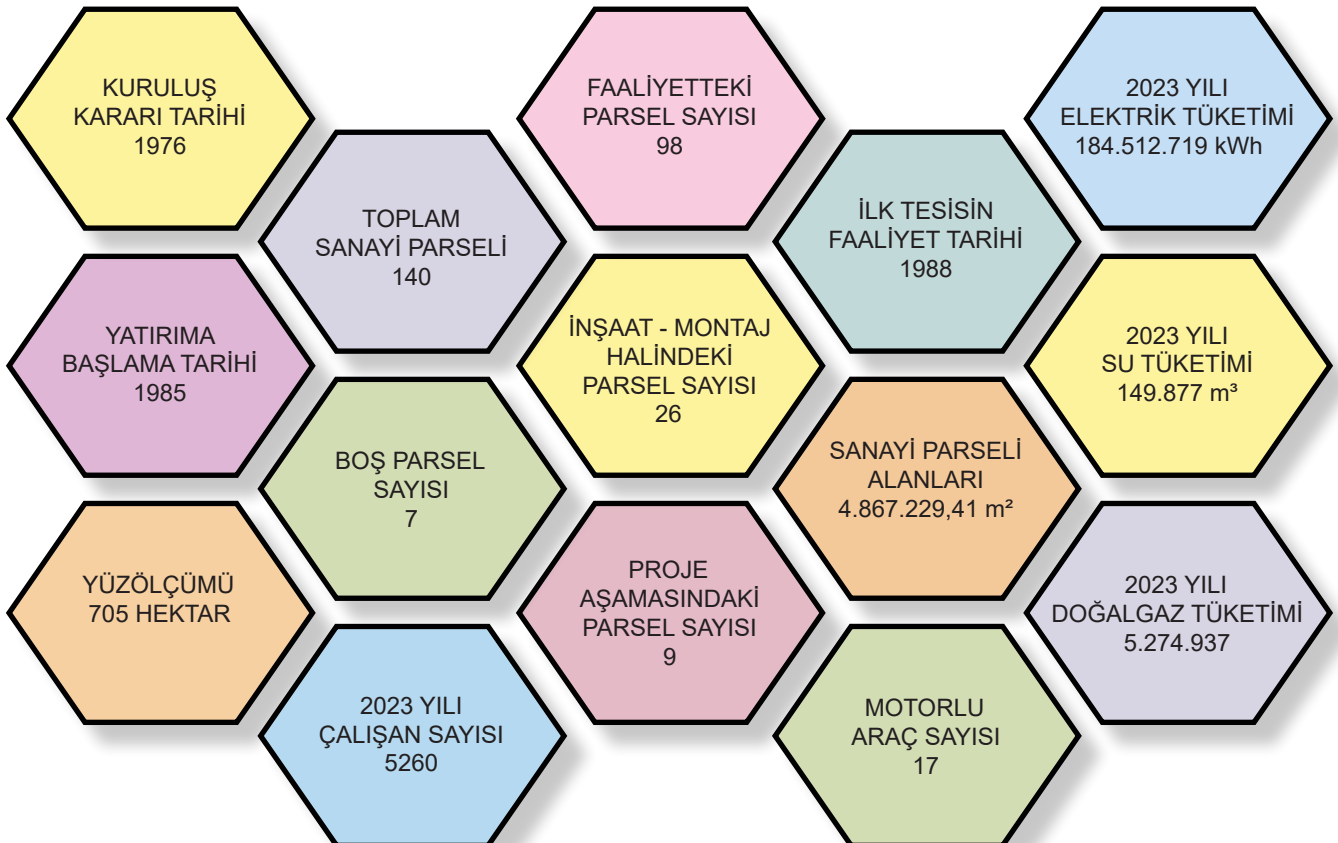 KURULUŞ
KARARI TARİHİ
1976
FAALİYETTEKİ
PARSEL SAYISI
98
2023 YILI
ELEKTRİK TÜKETİMİ
184.512.719 kWh
TOPLAM
SANAYİ PARSELİ
140
İLK TESİSİN
FAALİYET TARİHİ
1988
YATIRIMA
BAŞLAMA TARİHİ
1985
İNŞAAT - MONTAJ
HALİNDEKİ
PARSEL SAYISI
26
2023 YILI
SU TÜKETİMİ
149.877 m³
BOŞ PARSEL
SAYISI
7
SANAYİ PARSELİ
ALANLARI
4.867.229,41 m²
YÜZÖLÇÜMÜ
705 HEKTAR
PROJE
AŞAMASINDAKİ
PARSEL SAYISI
9
2023 YILI
DOĞALGAZ TÜKETİMİ
5.274.937
2023 YILI
ÇALIŞAN SAYISI
5260
MOTORLU
ARAÇ SAYISI
17